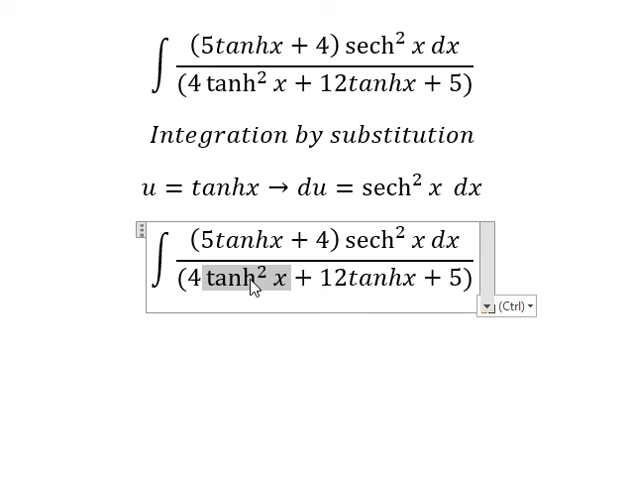 ∫ (5tanhx + 4) sech² x dx / (4 tanh² x + 12tanhx + 5)
Integration by substitution
u = tanhx → du = sech² x dx
∫ (5tanhx + 4) sech² x dx / (4 tanh² x + 12tanhx + 5)
(Ctrl)